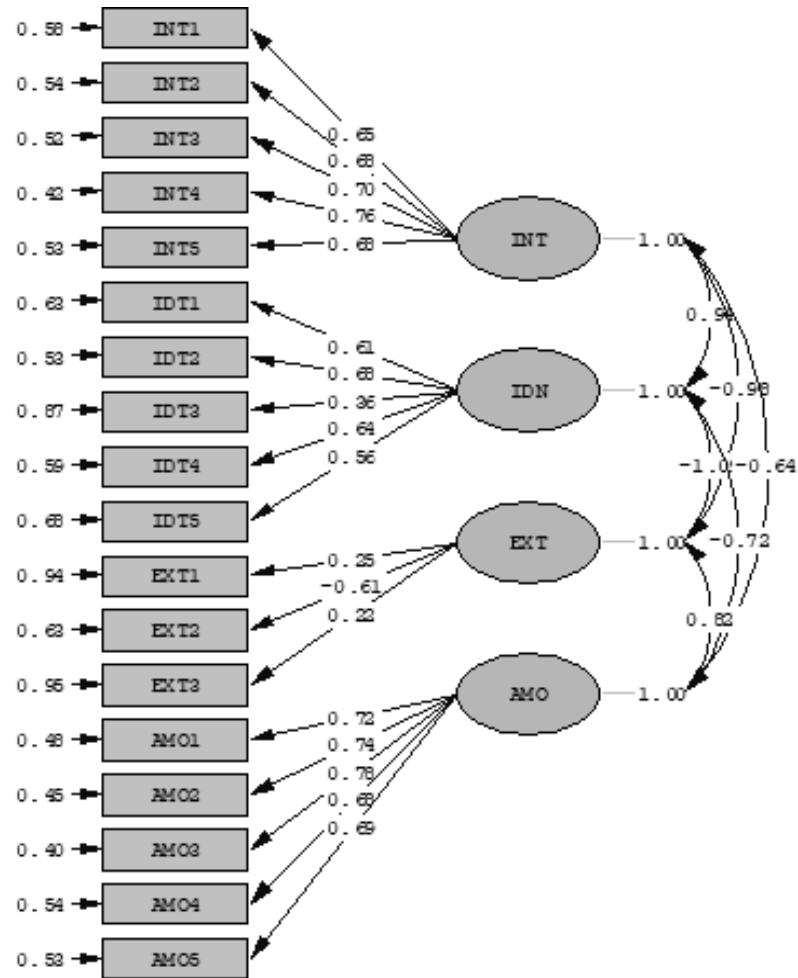 0.58 INT1
0.54 INT2
0.52 INT3
0.42 INT4
0.53 INT5
0.63 IDT1
0.53 IDT2
0.87 IDT3
0.59 IDT4
0.68 IDT5
0.94 EXT1
0.63 EXT2
0.95 EXT3
0.48 AMO1
0.45 AMO2
0.40 AMO3
0.54 AMO4
0.53 AMO5
0.65
0.68
0.70
0.76
0.68
0.61
0.68
0.36
0.64
0.56
0.25
-0.61
0.22
0.72
0.74
0.78
0.68
0.69
INT 1.00
IDN 1.00
EXT 1.00
AMO 1.00
0.94
-0.98
-0.64
-0.72
0.82